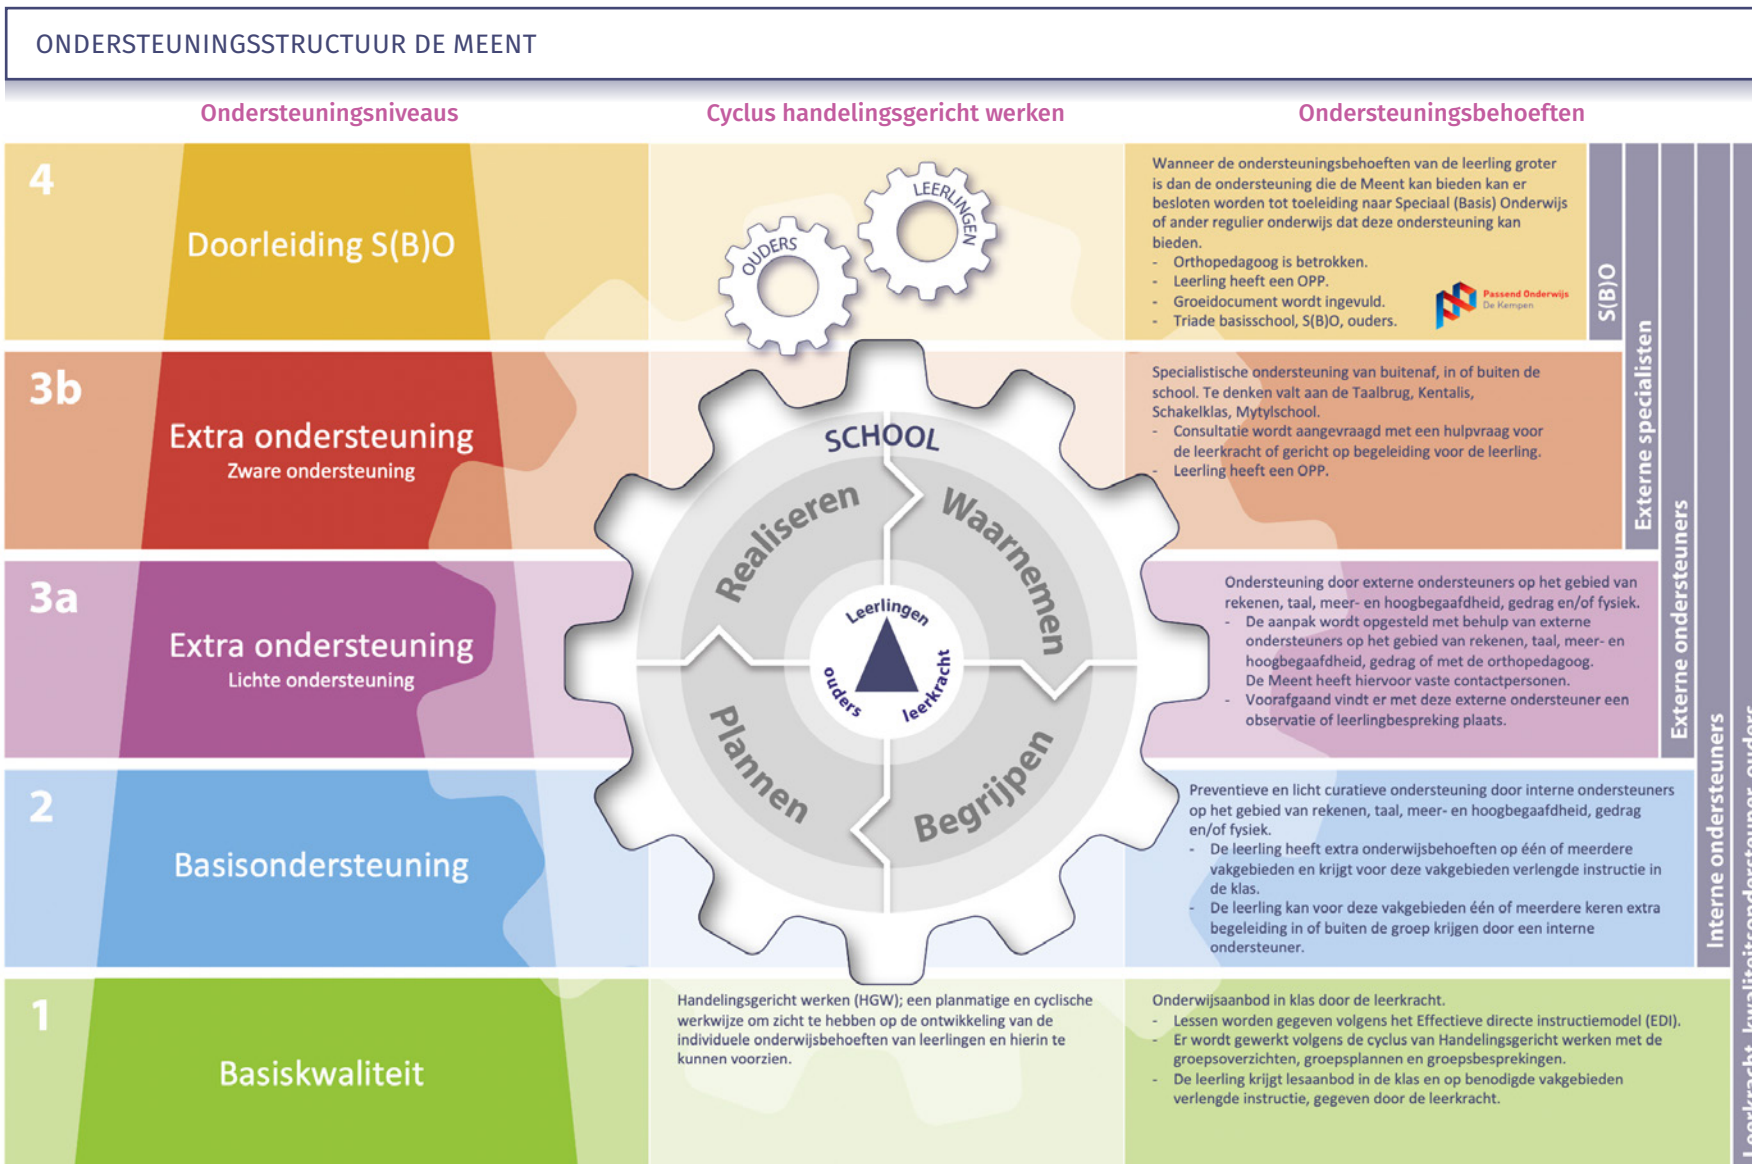 ONDERSTEUNINGSSTRUCTUUR DE MEENT
Ondersteuningsniveaus
Cyclus handelingsgericht werken
Ondersteuningsbehoeften
4
Doorleiding S(B)O
OUDERS
LEERLINGEN
Wanneer de ondersteuningsbehoeften van de leerling groter
is dan de ondersteuning die de Meent kan bieden kan er
besloten worden tot toeleiding naar Speciaal (Basis) Onderwijs
of ander regulier onderwijs dat deze ondersteuning kan
bieden.
- Orthopedagoog is betrokken.
- Leerling heeft een OPP.
- Groeidocument wordt ingevuld.
- Triade basisschool, S(B)O, ouders.
Passend Onderwijs
De Kempen
S(B)O
3b
Extra ondersteuning
Zware ondersteuning
Specialistische ondersteuning van buitenaf, in of buiten de
school. Te denken valt aan de Taalbrug, Kentalis,
Schakelklas, Mytylschool.
- Consultatie wordt aangevraagd met een hulpvraag voor
de leerkracht of gericht op begeleiding voor de leerling.
- Leerling heeft een OPP.
Externe specialisten
SCHOOL
Realiseren
Waarnemen
Begrijpen
Plannen
Leerlingen
ouders
leerkracht
3a
Extra ondersteuning
Lichte ondersteuning
Ondersteuning door externe ondersteuners op het gebied van
rekenen, taal, meer- en hoogbegaafdheid, gedrag en/of fysiek.
- De aanpak wordt opgesteld met behulp van externe
ondersteuners op het gebied van rekenen, taal, meer- en
hoogbegaafdheid, gedrag of met de orthopedagoog.
De Meent heeft hiervoor vaste contactpersonen.
- Voorafgaand vindt er met deze externe ondersteuner een
observatie of leerlingbespreking plaats.
Externe ondersteuners
2
Basisondersteuning
Preventieve en licht curatieve ondersteuning door interne ondersteuners
op het gebied van rekenen, taal, meer- en hoogbegaafdheid, gedrag
en/of fysiek.
- De leerling heeft extra onderwijsbehoeften op één of meerdere
vakgebieden en krijgt voor deze vakgebieden verlengde instructie in
de klas.
- De leerling kan voor deze vakgebieden één of meerdere keren extra
begeleiding in of buiten de groep krijgen door een interne
ondersteuner.
Interne ondersteuners
1
Basiskwaliteit
Handelingsgericht werken (HGW); een planmatige en cyclische
werkwijze om zicht te hebben op de ontwikkeling van de
individuele onderwijsbehoeften van leerlingen en hierin te
kunnen voorzien.
Onderwijsaanbod in klas door de leerkracht.
- Lessen worden gegeven volgens het Effectieve directe instructiemodel (EDI).
- Er wordt gewerkt volgens de cyclus van Handelingsgericht werken met de
groepsoverzichten, groepsplannen en groepsbesprekingen.
- De leerling krijgt lesaanbod in de klas en op benodigde vakgebieden
verlengde instructie, gegeven door de leerkracht.
Leerkracht, kwaliteitsondersteuner, ouders